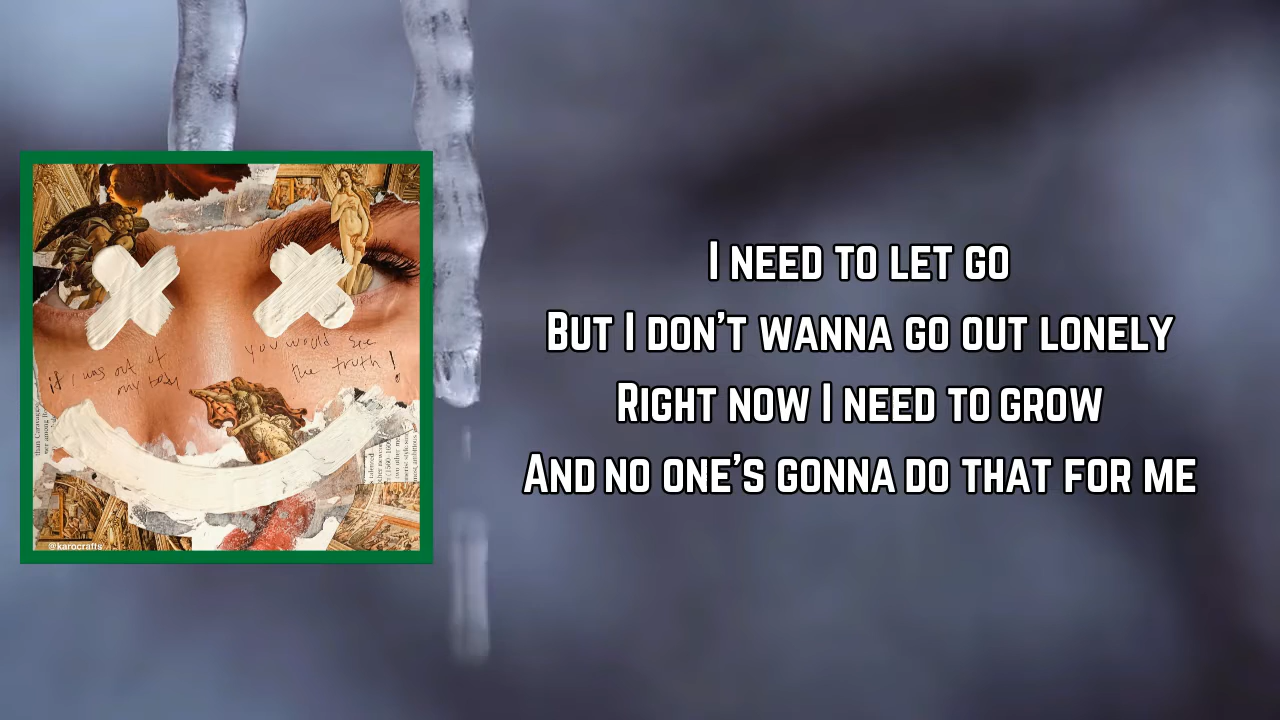 if I was out of
my body
you would see
the truth!
@karocrafts
I NEED TO LET GO
BUT I DON'T WANNA GO OUT LONELY
RIGHT NOW I NEED TO GROW
AND NO ONE'S GONNA DO THAT FOR ME